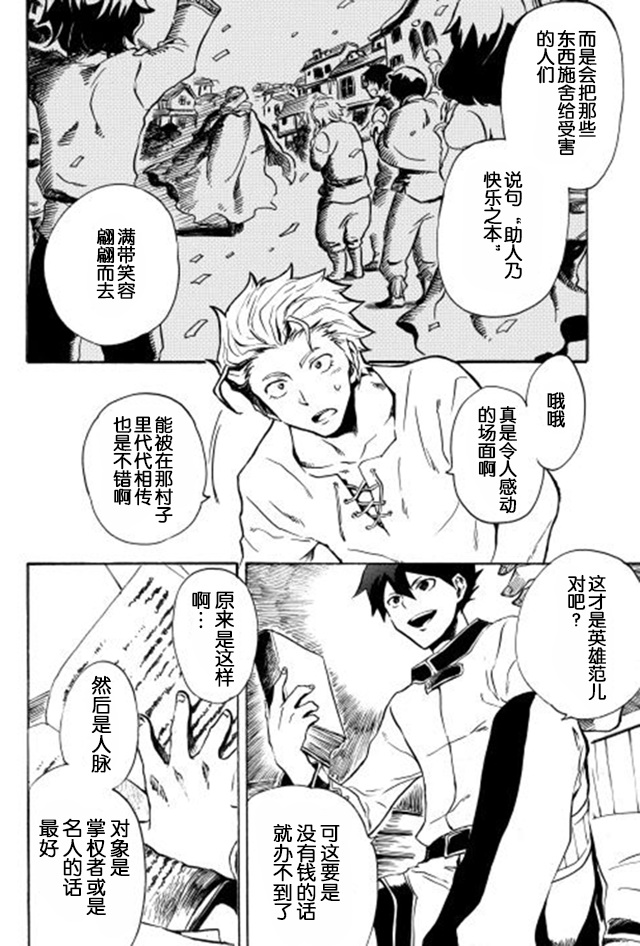 而是会把那些
东西施舍给受害
的人们
说句“助人乃
快乐之本”
满带笑容
翩翩而去
哦哦
真是令人感动
的场面啊
能被在那村子
里代代相传
也是不错啊
这才是英雄范儿
对吧?
可这要是
没有钱的话
就办不到了
原来是这样
啊…
然后是人脉
对象是
掌权者或是
名人的话
最好